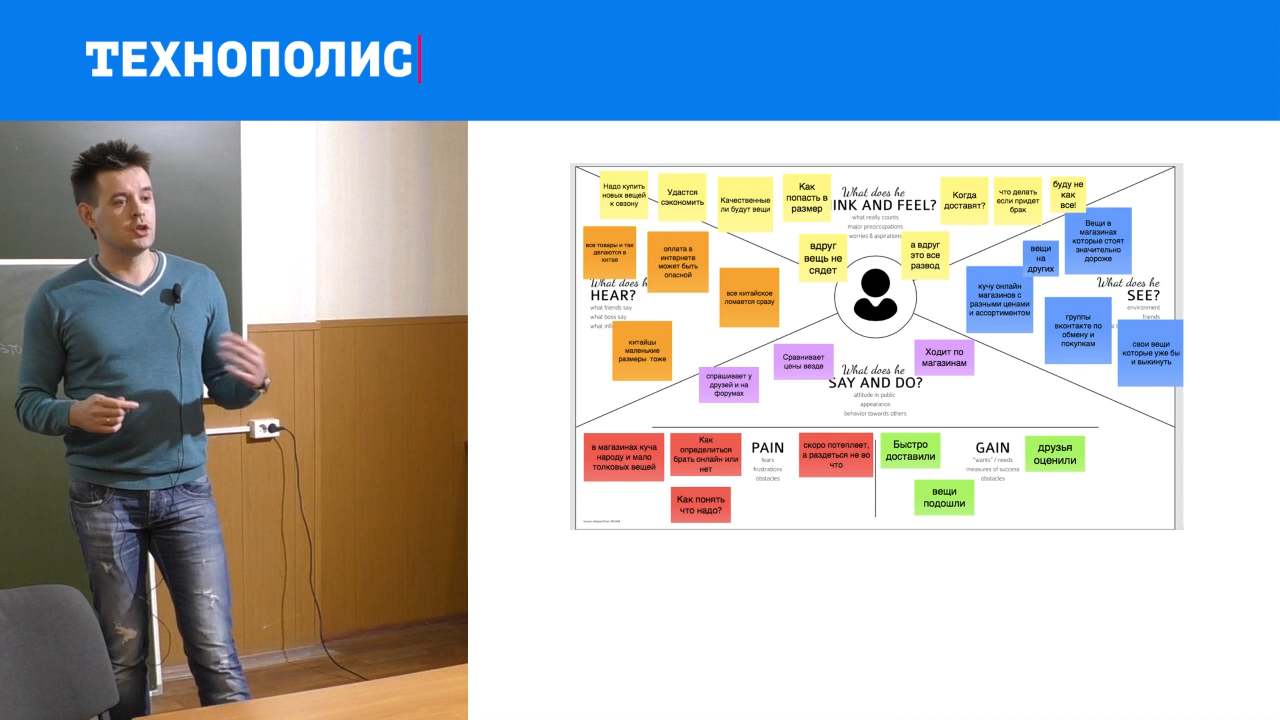 ТЕХНОПОЛИС
Надо купить
новых вещей
к овзону
Удастся
сэкономить
Качественные
ли будут вещи
Как
попасть в
размер
What does he
INK AND FEEL?
what really counts
major preoccupations
worries & aspirations
Когда
доставят?
что делать
если придет
брак
буду не
как
все!
вдруг
вещь не
сядет
а вдруг
это все
развод
все товары и так
делаются в
китае
оплата в
интернете
может быть
опасной
все китайское
ломается сразу
What does h
HEAR?
what friends say
what boss say
what infl
китайцы
маленькие
размеры тоже
Вещи в
магазинах
которые стоят
значительно
дороже
вещи
на
других
кучу онлайн
магазинов с
разными ценами
и ассортиментом
What does he
SEE?
environment
friends
группы
вконтакте по
обмену и
покупкам
свои вещи
которые уже бы
и выкинуть
Сравнивает
цены везде
спрашивает у
друзей и на
форумах
Ходит по
магазинам
What does he
SAY AND DO?
attitude in public
appearance
behavior towards others
в магазинах куча
народу и мало
толковых вещей
Как
определиться
брать онлайн или
нет
Как понять
что надо?
PAIN
fears
frustrations
obstacles
скоро потеплеет,
а раздеться не во
что
Быстро
доставили
вещи
подошли
GAIN
"wants" / needs
measures of success
obstacles
друзья
оценили